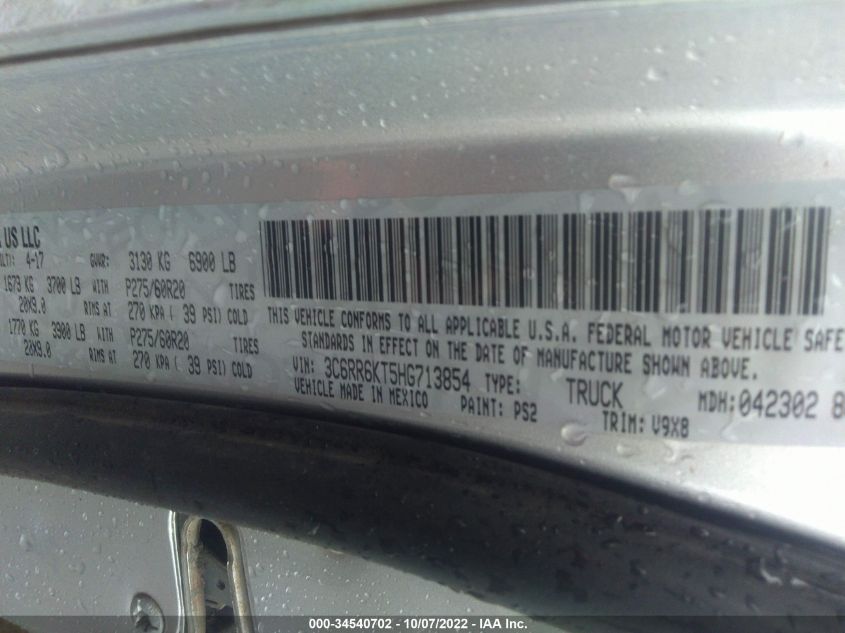 US LLC
4-17 GVWR: 3130 KG 6900 LB
1679 KG 3700 LB WITH P275/60R20 TIRES
20X9.0 RIMS AT 270 KPA ( 39 PSI) COLD
1770 KG 3900 LB WITH P275/60R20 TIRES
20X9.0 RIMS AT 270 KPA ( 39 PSI) COLD
THIS VEHICLE CONFORMS TO ALL APPLICABLE U.S.A. FEDERAL MOTOR VEHICLE SAFE
STANDARDS IN EFFECT ON THE DATE OF MANUFACTURE SHOWN ABOVE.
VIN: 3C6RR6KT5HG713854 TYPE: TRUCK MDH:042302 8
VEHICLE MADE IN MEXICO PAINT: PS2 TRIM: V9X8
000-34540702 - 10/07/2022 - IAA Inc.